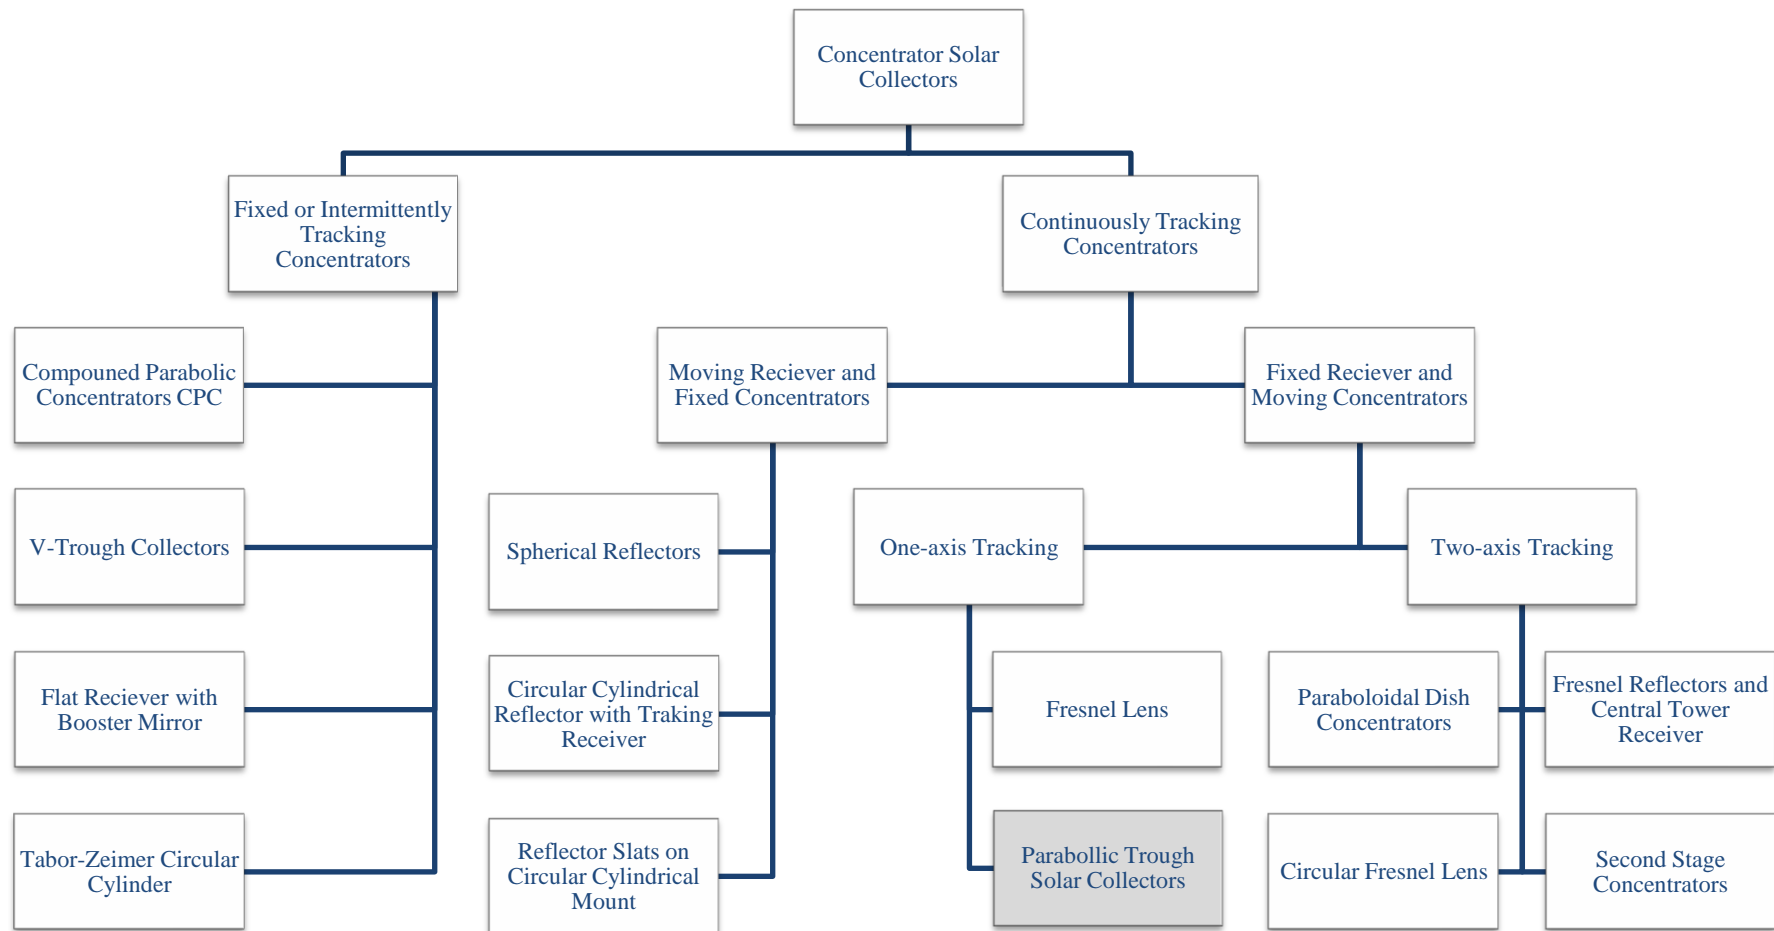 Concentrator Solar
Collectors
Fixed or Intermittently
Tracking
Concentrators
Continuously Tracking
Concentrators
Compouned Parabolic
Concentrators CPC
Moving Reciever and
Fixed Concentrators
Fixed Reciever and
Moving Concentrators
V-Trough Collectors
Spherical Reflectors
One-axis Tracking
Two-axis Tracking
Flat Reciever with
Booster Mirror
Circular Cylindrical
Reflector with Traking
Receiver
Fresnel Lens
Paraboloidal Dish
Concentrators
Fresnel Reflectors and
Central Tower
Receiver
Tabor-Zeimer Circular
Cylinder
Reflector Slats on
Circular Cylindrical
Mount
Parabollic Trough
Solar Collectors
Circular Fresnel Lens
Second Stage
Concentrators